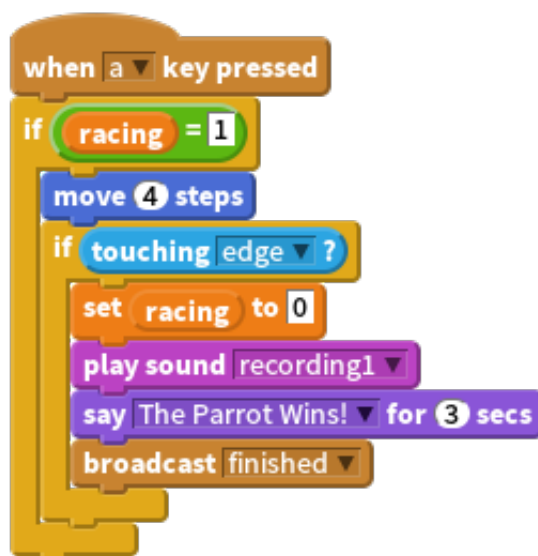 when a key pressed
if racing = 1
move 4 steps
if touching edge ?
set racing to 0
play sound recording1
say The Parrot Wins! for 3 secs
broadcast finished